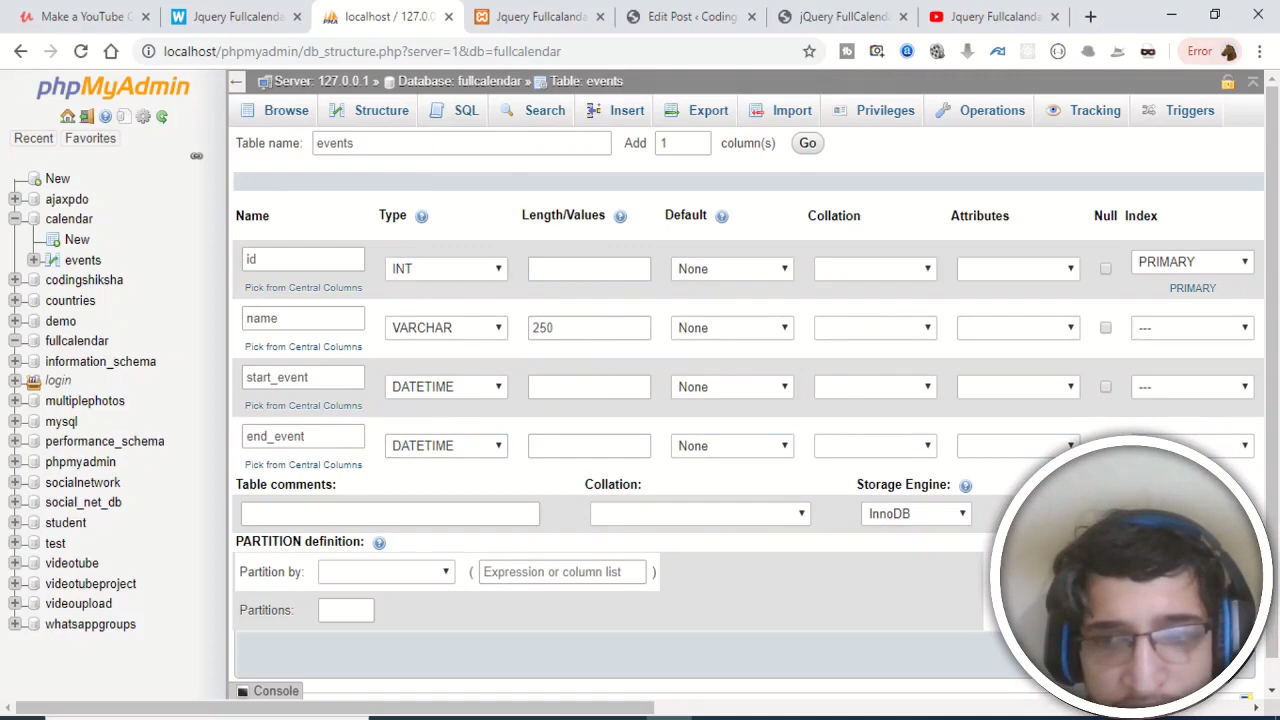 Make a YouTube C
Jquery Fullcalenda
localhost / 127.0.0
Jquery Fullcalanda
Edit Post ‹ Coding
jQuery FullCalend
Jquery Fullcalanda
localhost/phpmyadmin/db_structure.php?server=1&db=fullcalendar
Error
phpMyAdmin
Recent
Favorites
New
ajaxpdo
calendar
New
events
codingshiksha
countries
demo
fullcalendar
information_schema
login
multiplephotos
mysql
performance_schema
phpmyadmin
socialnetwork
social_net_db
student
test
videotube
videotubeproject
videoupload
whatsappgroups
Server: 127.0.0.1 » Database: fullcalendar » Table: events
Browse Structure SQL Search Insert Export Import Privileges Operations Tracking Triggers
Table name: events Add 1 column(s) Go
Name Type Length/Values Default Collation Attributes Null Index
id INT None PRIMARY
Pick from Central Columns PRIMARY
name VARCHAR 250 None ---
Pick from Central Columns
start_event DATETIME None ---
Pick from Central Columns
end_event DATETIME None
Pick from Central Columns
Table comments: Collation: Storage Engine:
InnoDB
PARTITION definition:
Partition by: ( Expression or column list )
Partitions:
Console